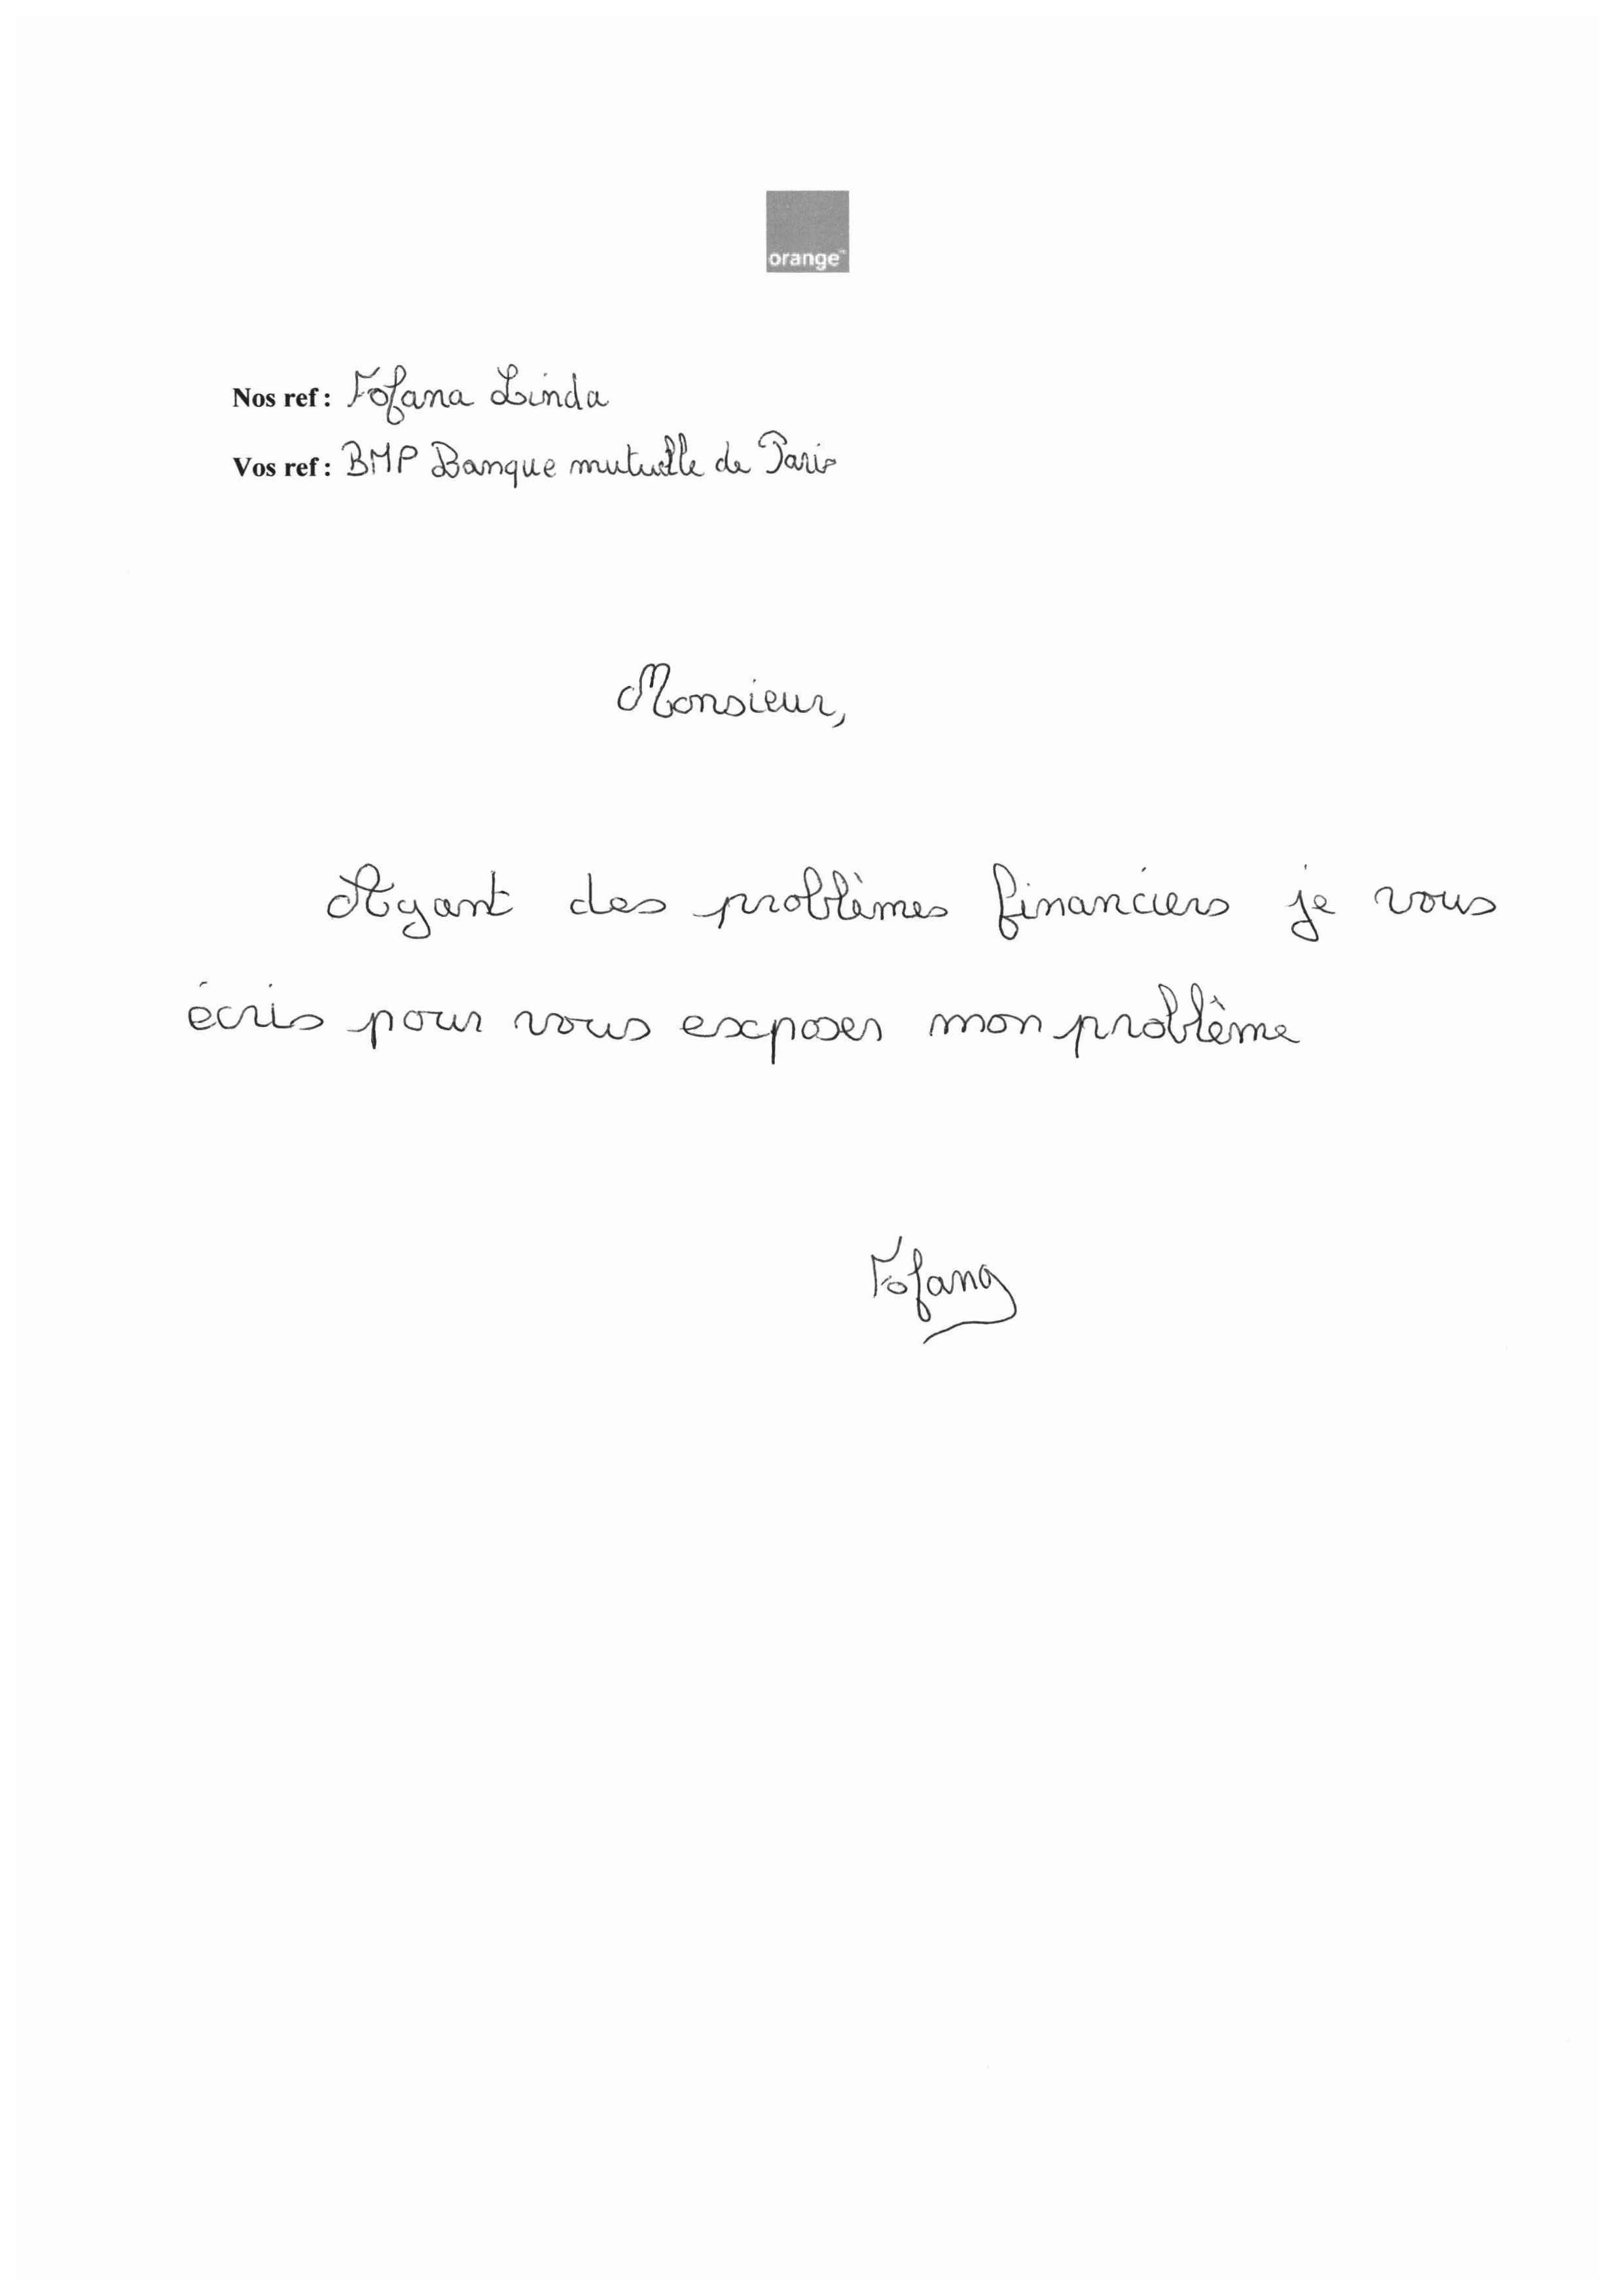 orange™
Nos ref : Fofana Linda
Vos ref : BMP Banque mutuelle de Paris
Monsieur,
Ayant des problèmes financiers je vous
écris pour vous exposer mon problème
Fofana